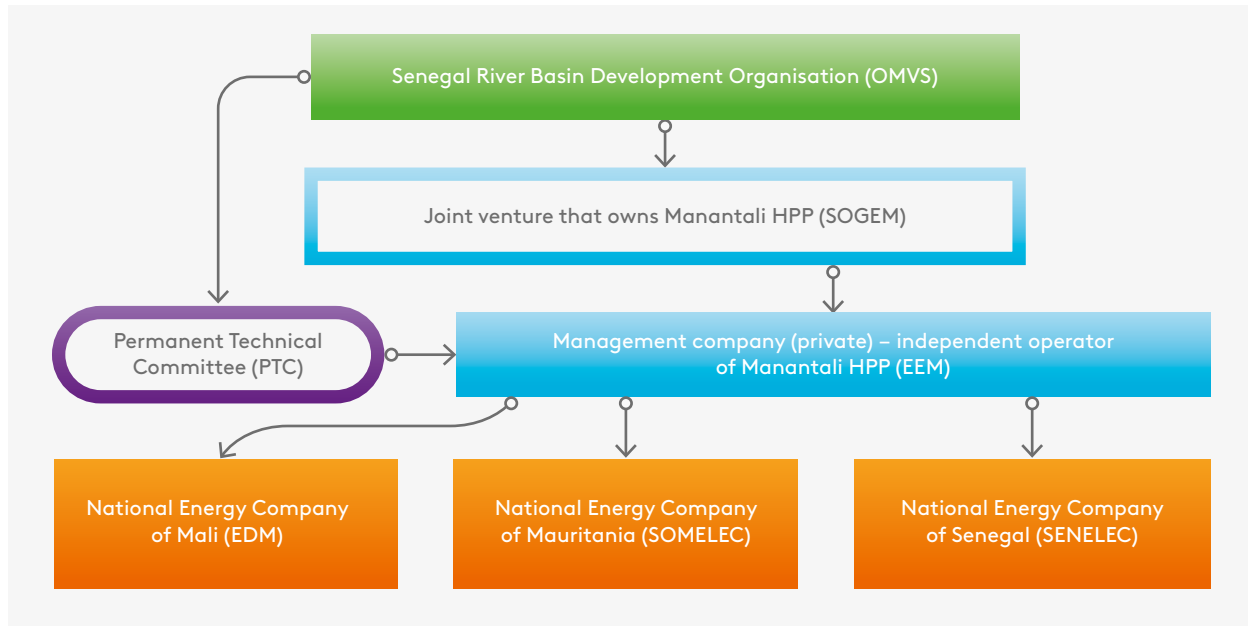 Senegal River Basin Development Organisation (OMVS)
Joint venture that owns Manantali HPP (SOGEM)
Permanent Technical
Committee (PTC)
Management company (private) – independent operator
of Manantali HPP (EEM)
National Energy Company
of Mali (EDM)
National Energy Company
of Mauritania (SOMELEC)
National Energy Company
of Senegal (SENELEC)